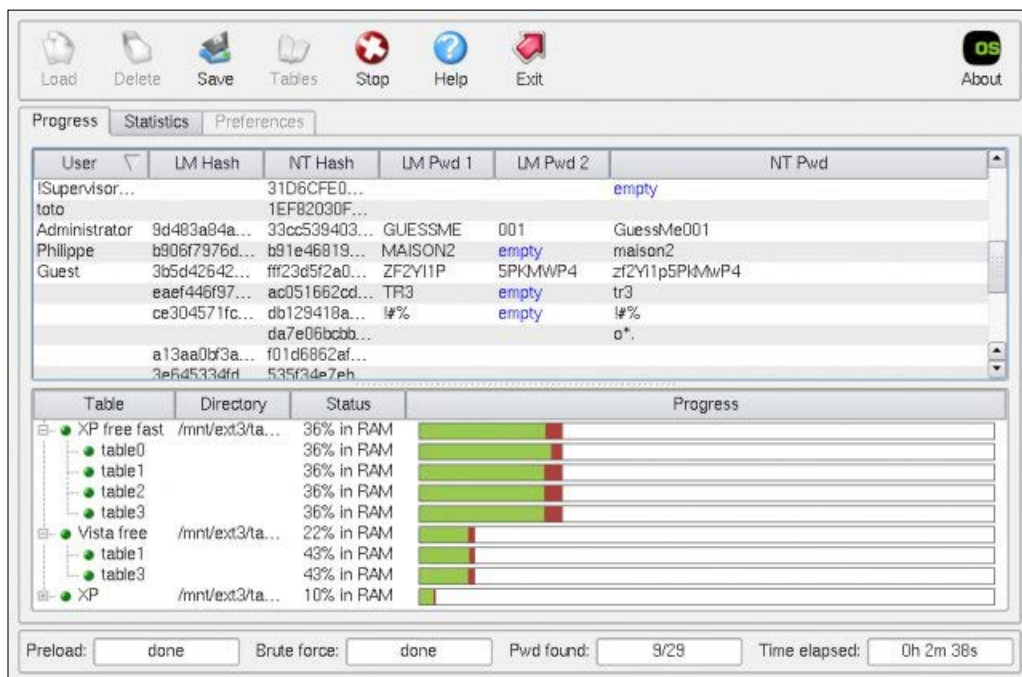 Load Delete Save Tables Stop Help Exit OS About
Progress Statistics Preferences
User LM Hash NT Hash LM Pwd 1 LM Pwd 2 NT Pwd
!Supervisor... 31D6CFE0... empty
toto 1EF82030F...
Administrator 9d483a84a... 33cc539403... GUESSME 001 GuessMe001
Philippe b906f7976d... b91e46819... MAISON2 empty maison2
Guest 3b5d42642... fff23d5f2a0... ZF2YI1P 5PKMWP4 zf2Yi1p5PkMwP4
eaef446f97... ac051662cd... TR3 empty tr3
ce304571fc... db129418a... !#% empty !#%
da7e06bcbb... o*.
a13aa0bf3a... f01d6862af...
3e645334fd 535f34e7eb
Table Directory Status Progress
XP free fast /mnt/ext3/ta... 36% in RAM
table0 36% in RAM
table1 36% in RAM
table2 36% in RAM
table3 36% in RAM
Vista free /mnt/ext3/ta... 22% in RAM
table1 43% in RAM
table3 43% in RAM
XP /mnt/ext3/ta... 10% in RAM
Preload: done Brute force: done Pwd found: 9/29 Time elapsed: 0h 2m 38s